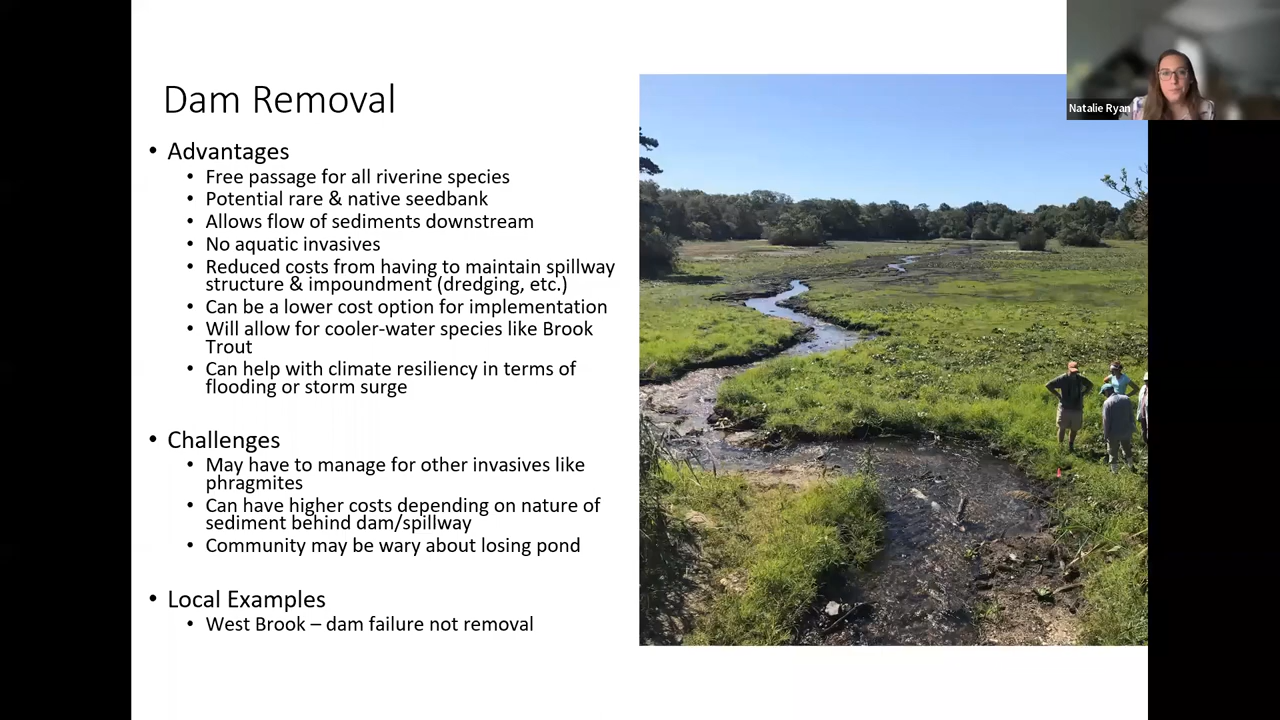 Natalie Ryan
Dam Removal
• Advantages
• Free passage for all riverine species
• Potential rare & native seedbank
• Allows flow of sediments downstream
• No aquatic invasives
• Reduced costs from having to maintain spillway
structure & impoundment (dredging, etc.)
• Can be a lower cost option for implementation
• Will allow for cooler-water species like Brook
Trout
• Can help with climate resiliency in terms of
flooding or storm surge
• Challenges
• May have to manage for other invasives like
phragmites
• Can have higher costs depending on nature of
sediment behind dam/spillway
• Community may be wary about losing pond
• Local Examples
• West Brook – dam failure not removal